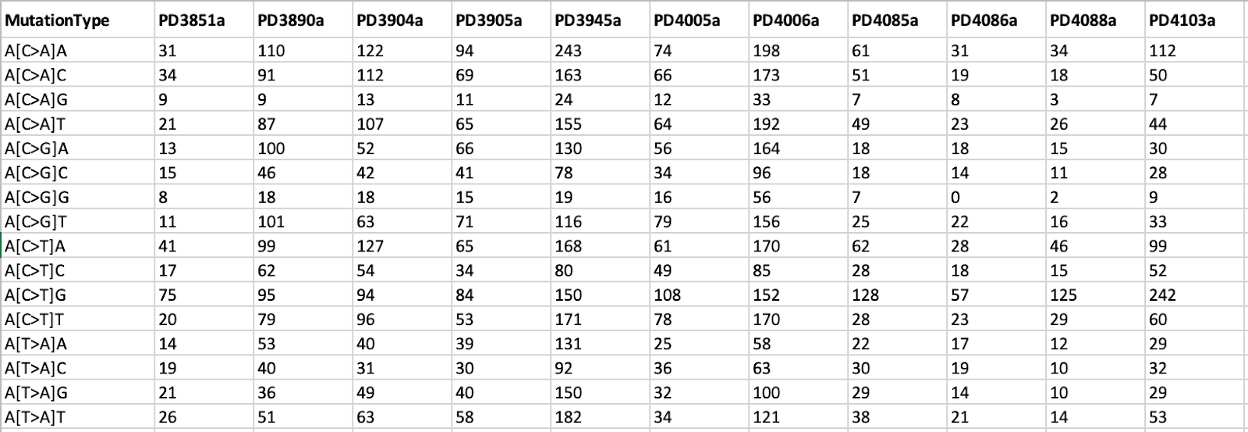 MutationType PD3851a PD3890a PD3904a PD3905a PD3945a PD4005a PD4006a PD4085a PD4086a PD4088a PD4103a
A[C>A]A 31 110 122 94 243 74 198 61 31 34 112
A[C>A]C 34 91 112 69 163 66 173 51 19 18 50
A[C>A]G 9 9 13 11 24 12 33 7 8 3 7
A[C>A]T 21 87 107 65 155 64 192 49 23 26 44
A[C>G]A 13 100 52 66 130 56 164 18 18 15 30
A[C>G]C 15 46 42 41 78 34 96 18 14 11 28
A[C>G]G 8 18 18 15 19 16 56 7 0 2 9
A[C>G]T 11 101 63 71 116 79 156 25 22 16 33
A[C>T]A 41 99 127 65 168 61 170 62 28 46 99
A[C>T]C 17 62 54 34 80 49 85 28 18 15 52
A[C>T]G 75 95 94 84 150 108 152 128 57 125 242
A[C>T]T 20 79 96 53 171 78 170 28 23 29 60
A[T>A]A 14 53 40 39 131 25 58 22 17 12 29
A[T>A]C 19 40 31 30 92 36 63 30 19 10 32
A[T>A]G 21 36 49 40 150 32 100 29 14 10 29
A[T>A]T 26 51 63 58 182 34 121 38 21 14 53